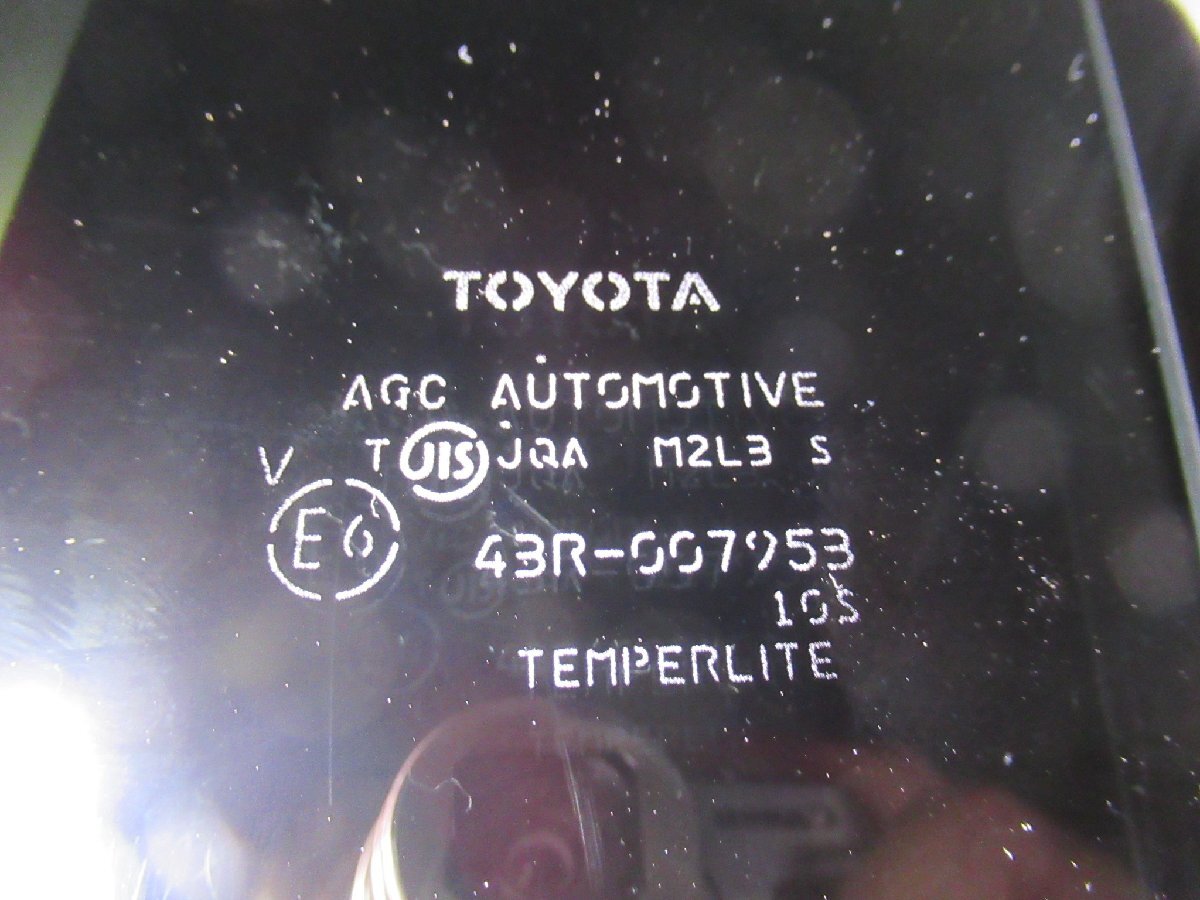 TOYOTA
AGC AUTOMOTIVE
V T JIS JQA M2L3 S
E6 43R-007953
10S
TEMPERLITE